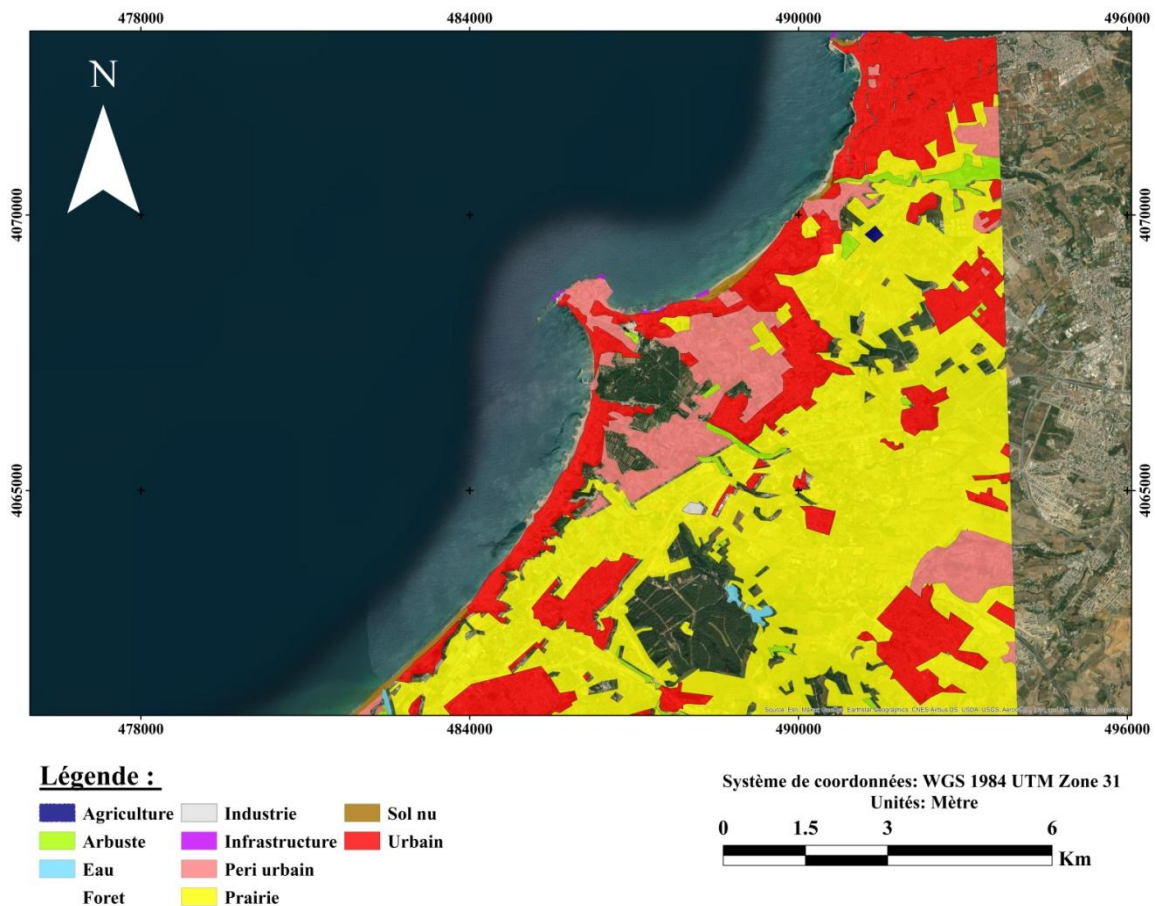 478000 484000 490000 496000
N
4070000 4070000
4065000 4065000
478000 484000 490000 496000
Légende :
Agriculture Industrie Sol nu
Arbuste Infrastructure Urbain
Eau Peri urbain
Foret Prairie
Système de coordonnées: WGS 1984 UTM Zone 31
Unités: Mètre
0 1.5 3 6
Km